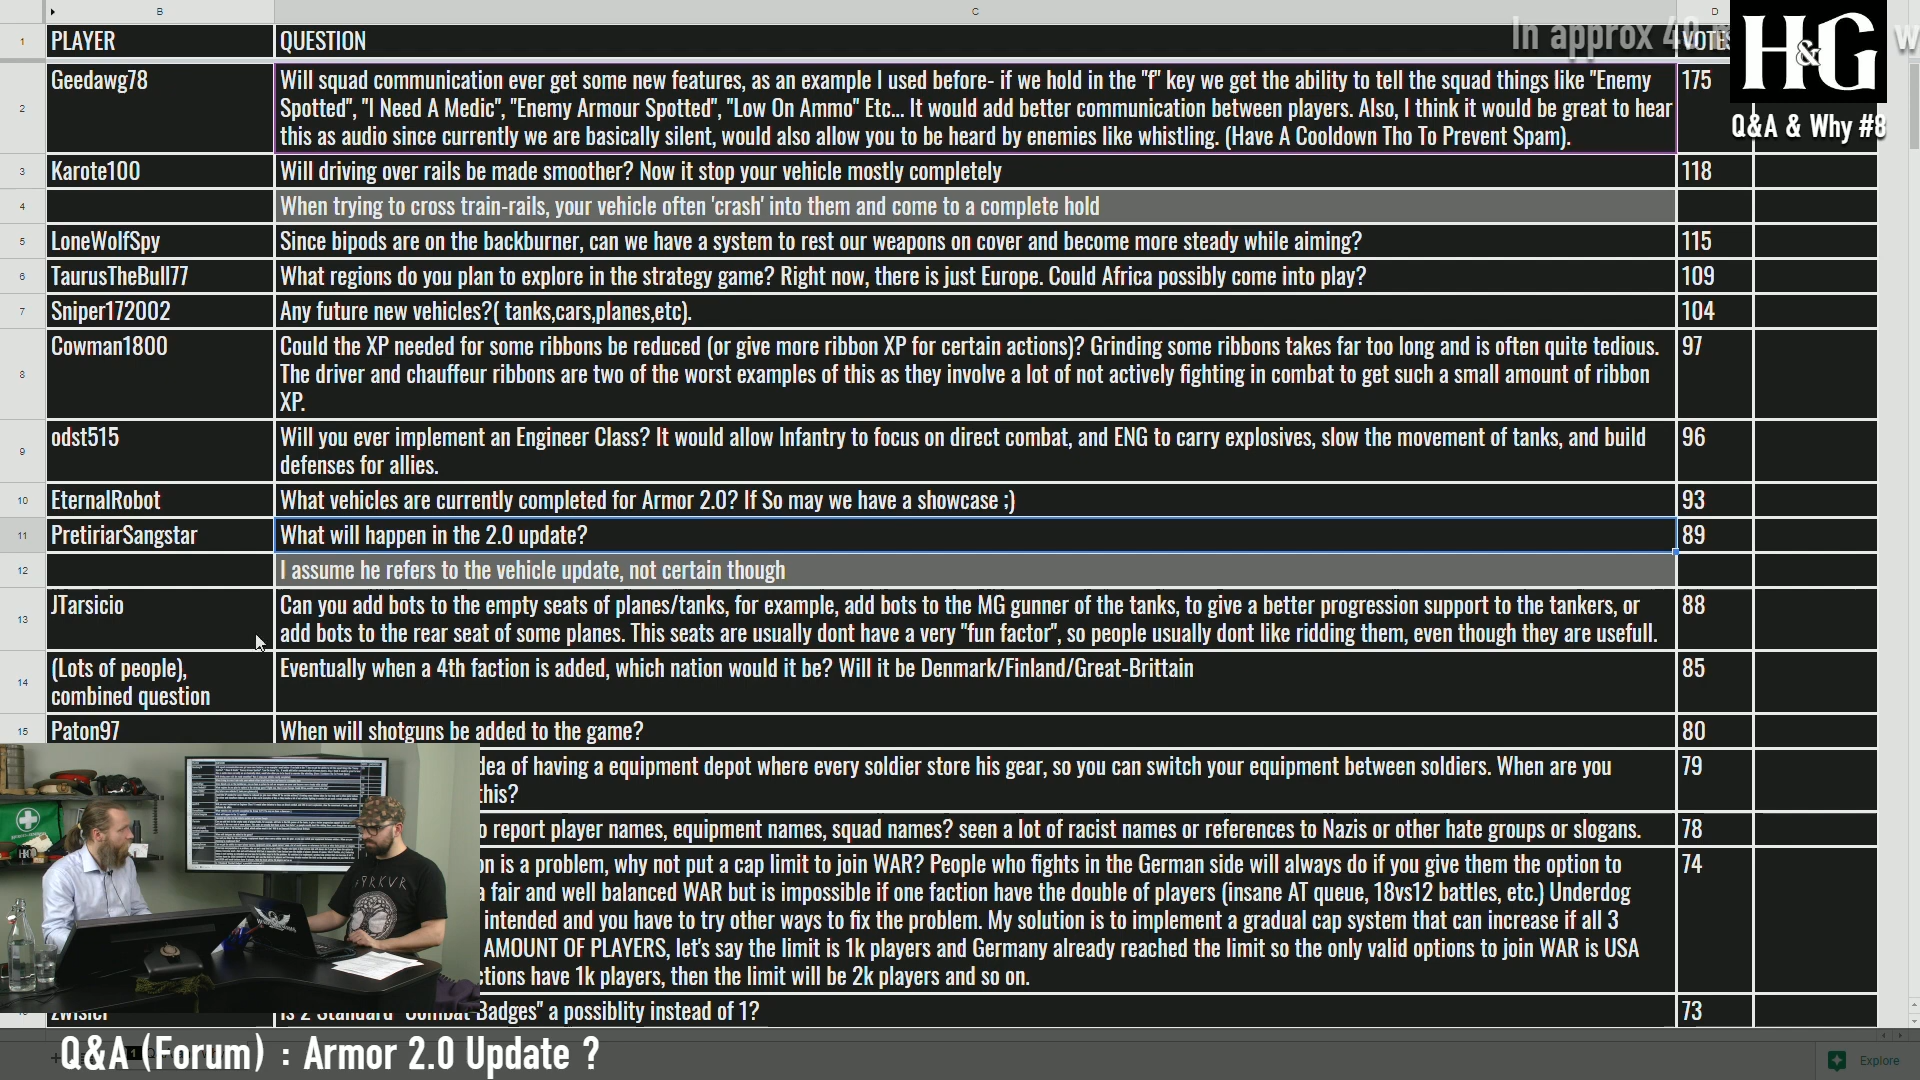 B C D
1 PLAYER QUESTION VOTES
In approx 4
w
H&G
Q&A & Why #8
2 Geedawg78 Will squad communication ever get some new features, as an example I used before- if we hold in the "f" key we get the ability to tell the squad things like "Enemy 175
Spotted", "I Need A Medic", "Enemy Armour Spotted", "Low On Ammo" Etc... It would add better communication between players. Also, I think it would be great to hear
this as audio since currently we are basically silent, would also allow you to be heard by enemies like whistling. (Have A Cooldown Tho To Prevent Spam).
3 Karote100 Will driving over rails be made smoother? Now it stop your vehicle mostly completely 118
4 When trying to cross train-rails, your vehicle often 'crash' into them and come to a complete hold
5 LoneWolfSpy Since bipods are on the backburner, can we have a system to rest our weapons on cover and become more steady while aiming? 115
6 TaurusTheBull77 What regions do you plan to explore in the strategy game? Right now, there is just Europe. Could Africa possibly come into play? 109
7 Sniper172002 Any future new vehicles?( tanks,cars,planes,etc). 104
8 Cowman1800 Could the XP needed for some ribbons be reduced (or give more ribbon XP for certain actions)? Grinding some ribbons takes far too long and is often quite tedious. 97
The driver and chauffeur ribbons are two of the worst examples of this as they involve a lot of not actively fighting in combat to get such a small amount of ribbon
XP.
9 odst515 Will you ever implement an Engineer Class? It would allow Infantry to focus on direct combat, and ENG to carry explosives, slow the movement of tanks, and build 96
defenses for allies.
10 EternalRobot What vehicles are currently completed for Armor 2.0? If So may we have a showcase ;) 93
11 PretiriarSangstar What will happen in the 2.0 update? 89
12 I assume he refers to the vehicle update, not certain though
13 JTarsicio Can you add bots to the empty seats of planes/tanks, for example, add bots to the MG gunner of the tanks, to give a better progression support to the tankers, or 88
add bots to the rear seat of some planes. This seats are usually dont have a very "fun factor", so people usually dont like ridding them, even though they are usefull.
14 (Lots of people), Eventually when a 4th faction is added, which nation would it be? Will it be Denmark/Finland/Great-Brittain 85
combined question
15 Paton97 When will shotguns be added to the game? 80
dea of having a equipment depot where every soldier store his gear, so you can switch your equipment between soldiers. When are you 79
this?
o report player names, equipment names, squad names? seen a lot of racist names or references to Nazis or other hate groups or slogans. 78
on is a problem, why not put a cap limit to join WAR? People who fights in the German side will always do if you give them the option to 74
a fair and well balanced WAR but is impossible if one faction have the double of players (insane AT queue, 18vs12 battles, etc.) Underdog
intended and you have to try other ways to fix the problem. My solution is to implement a gradual cap system that can increase if all 3
AMOUNT OF PLAYERS, let's say the limit is 1k players and Germany already reached the limit so the only valid options to join WAR is USA
ctions have 1k players, then the limit will be 2k players and so on.
zwisler Is 2 Standard "Combat Badges" a possiblity instead of 1? 73
Q&A (Forum) : Armor 2.0 Update ?
Explore